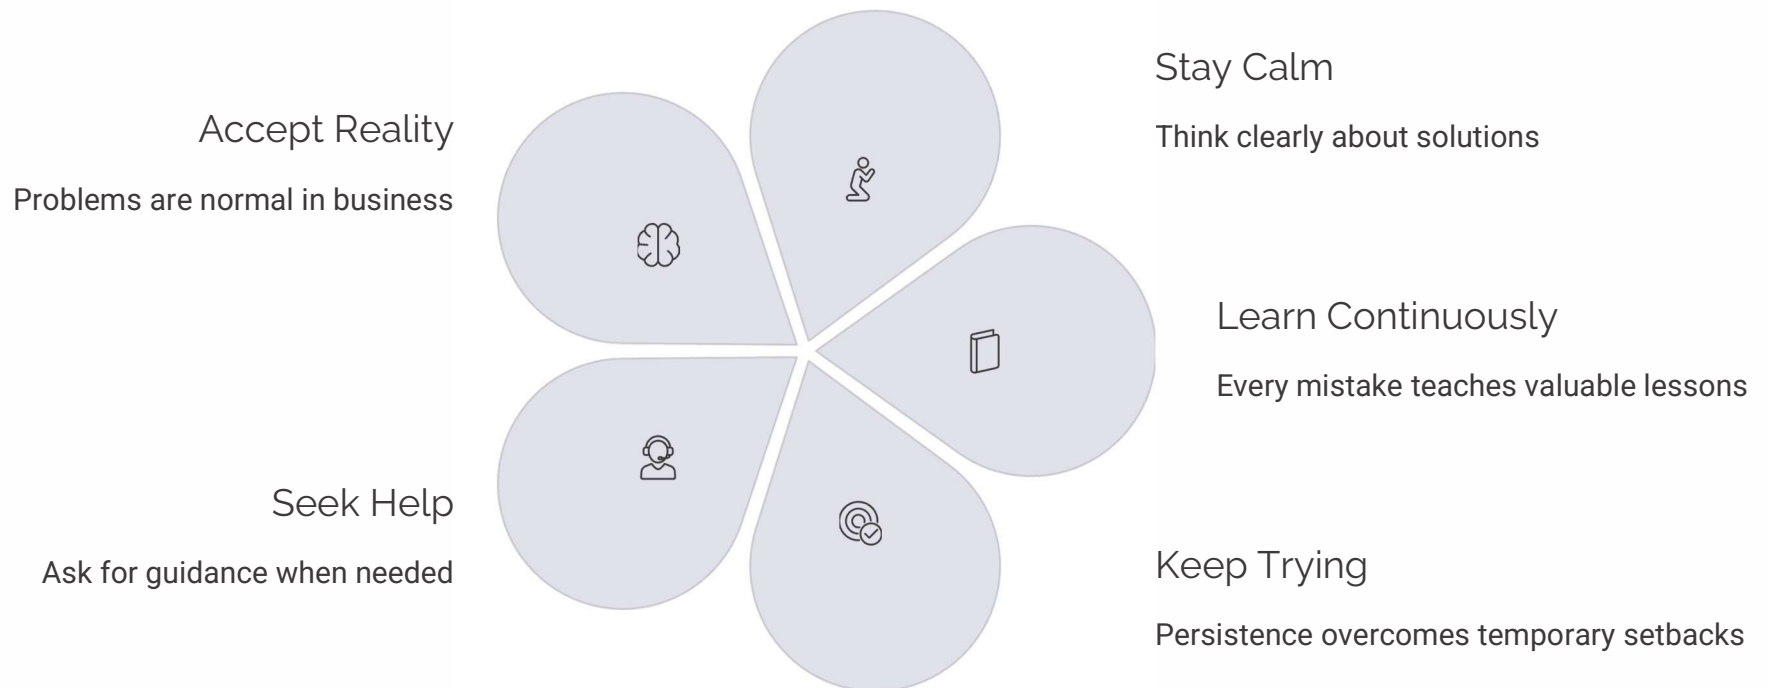 Accept Reality
Problems are normal in business
Stay Calm
Think clearly about solutions
Learn Continuously
Every mistake teaches valuable lessons
Keep Trying
Persistence overcomes temporary setbacks
Seek Help
Ask for guidance when needed